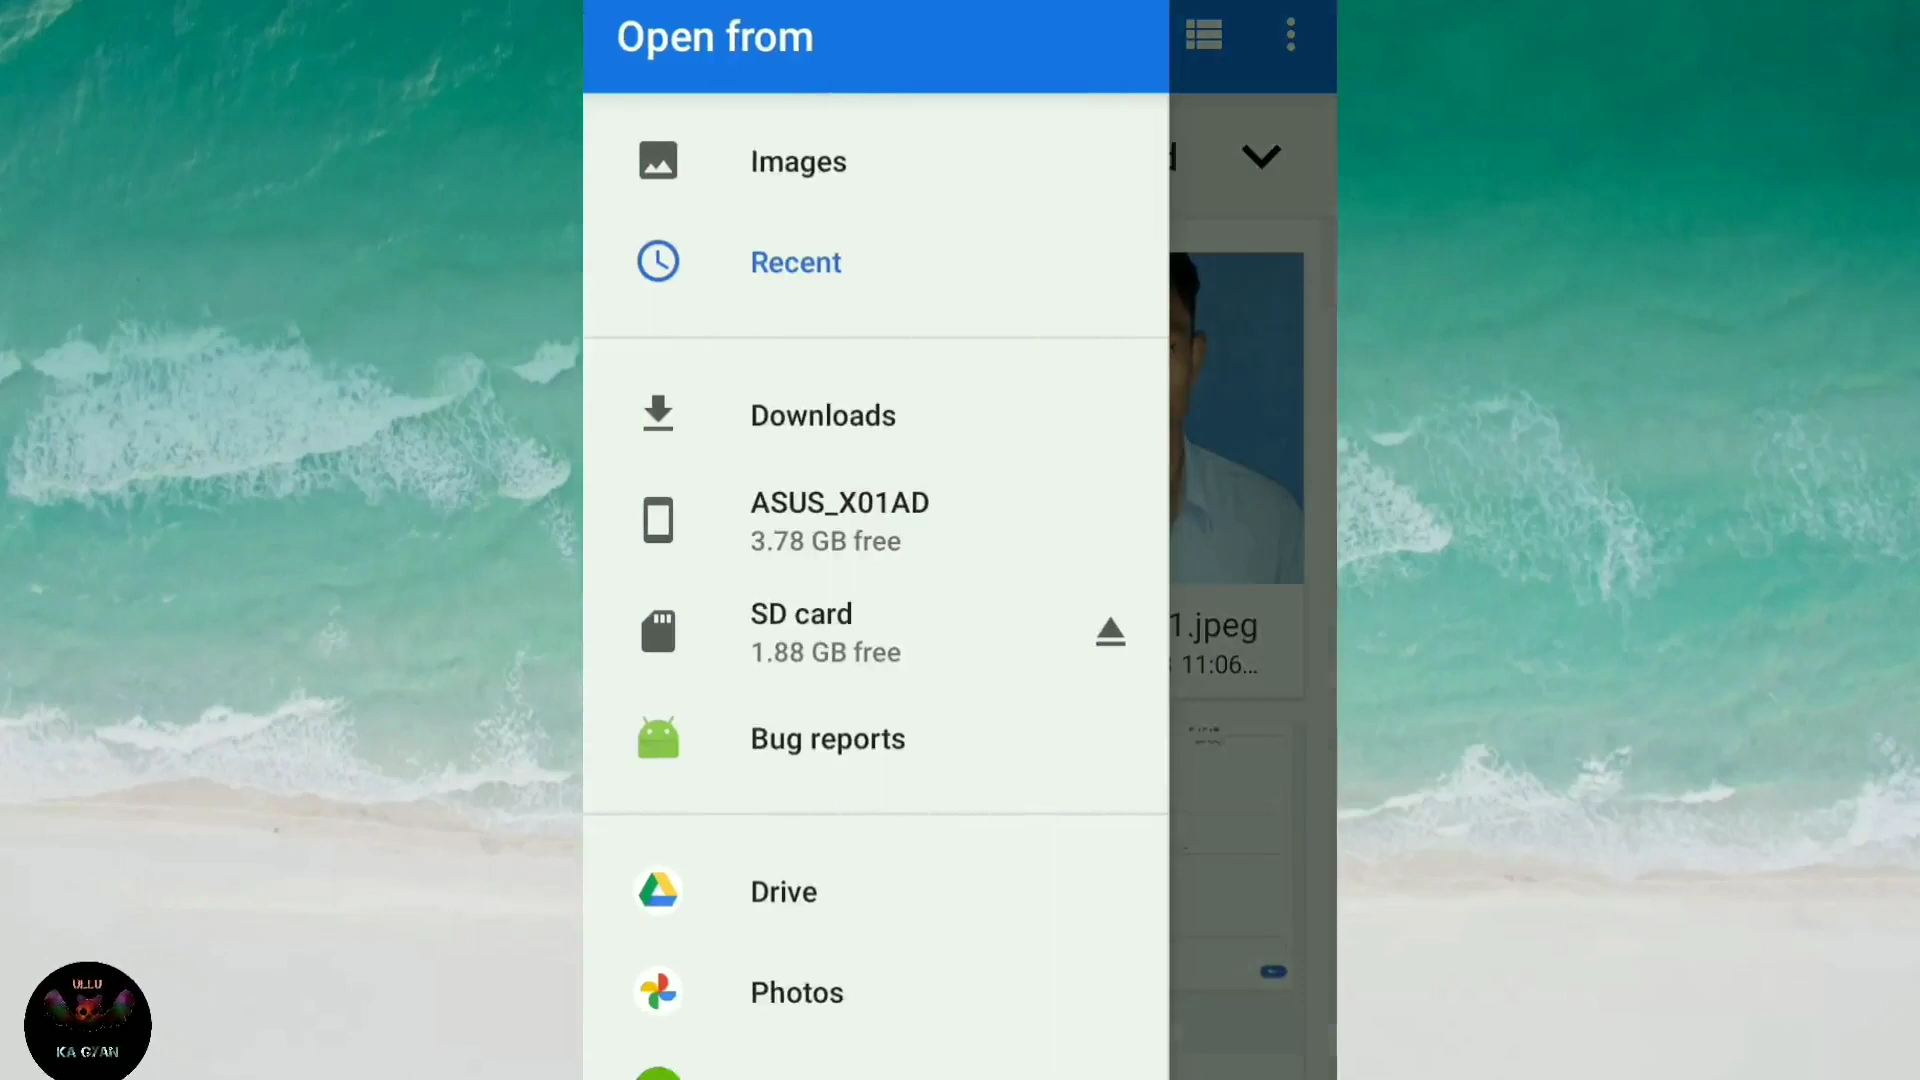 Open from
Images
Recent
Downloads
ASUS_X01AD
3.78 GB free
SD card
1.88 GB free
Bug reports
Drive
Photos
1.jpeg
11:06...
ULLU
KA GYAN